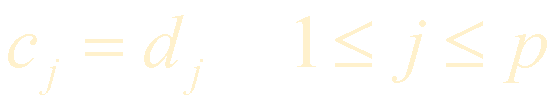 c_j = d_j   1 ≤ j ≤ p